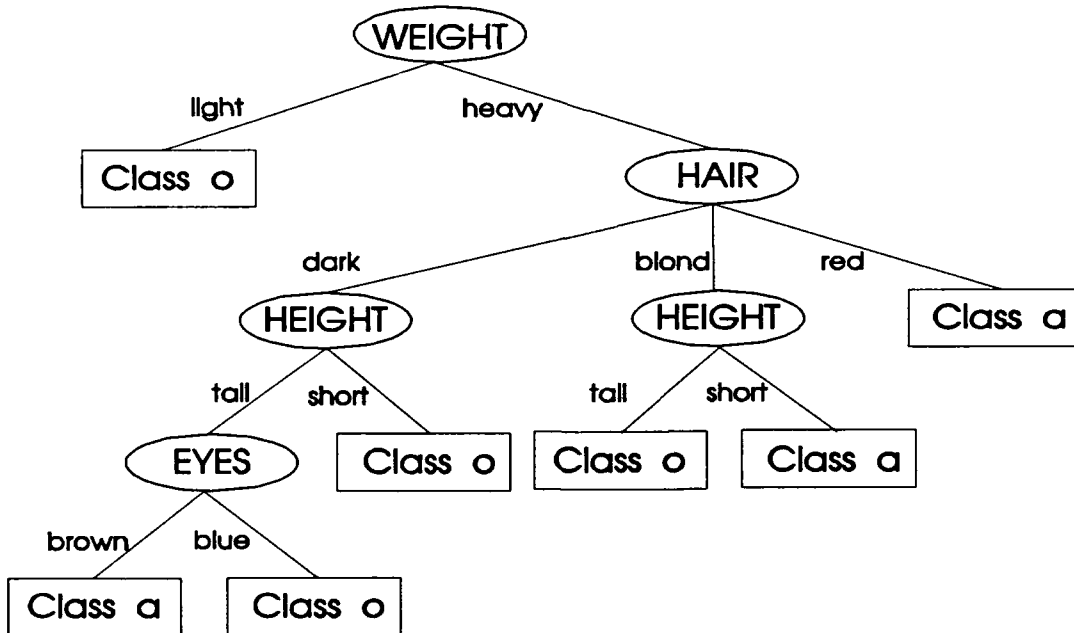 WEIGHT
light heavy
Class o
HAIR
dark blond red
HEIGHT HEIGHT Class a
tall short tall short
EYES Class o Class o Class a
brown blue
Class a Class o